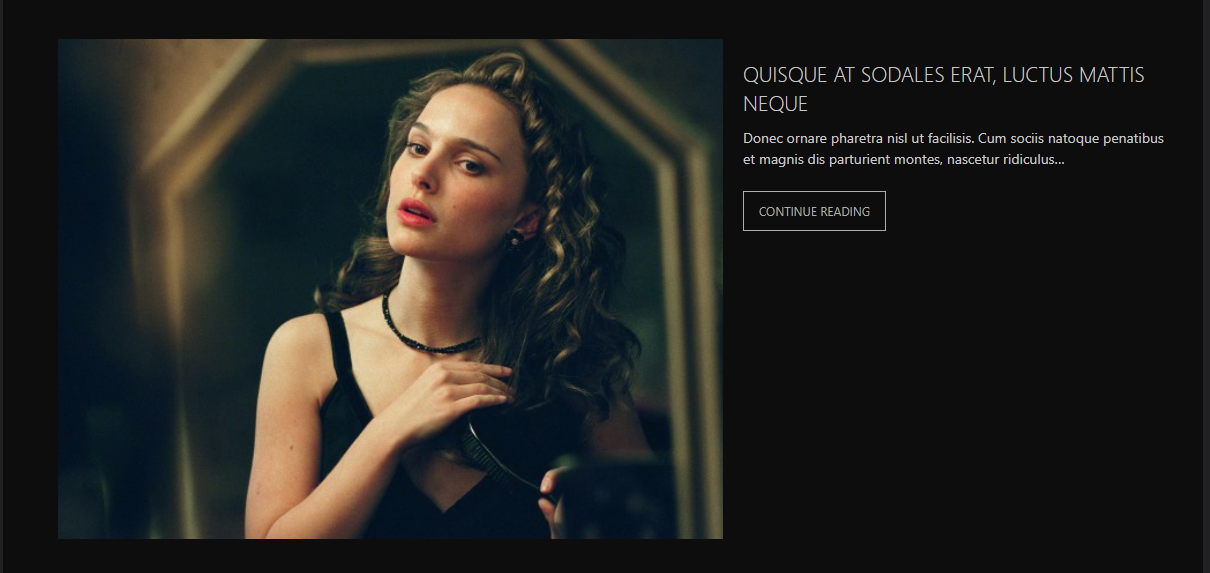 QUISQUE AT SODALES ERAT, LUCTUS MATTIS
NEQUE
Donec ornare pharetra nisl ut facilisis. Cum sociis natoque penatibus
et magnis dis parturient montes, nascetur ridiculus...
CONTINUE READING